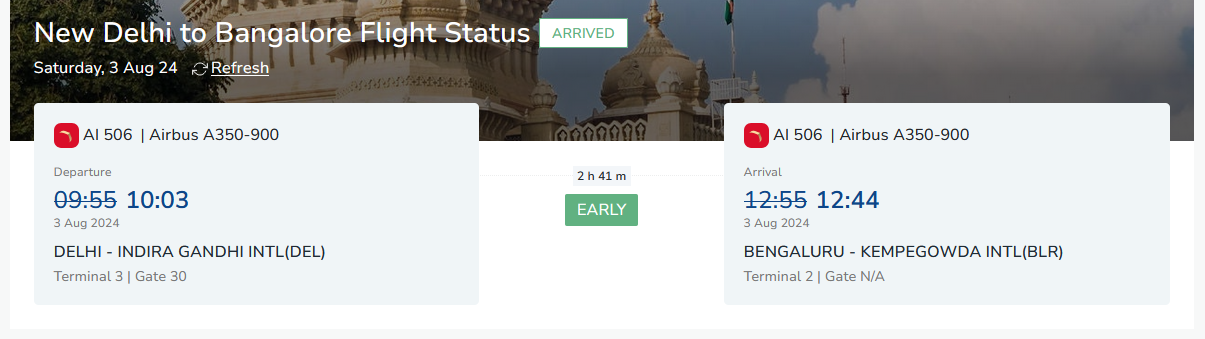 New Delhi to Bangalore Flight Status ARRIVED
Saturday, 3 Aug 24 Refresh
AI 506 | Airbus A350-900
Departure
09:55 10:03
3 Aug 2024
DELHI - INDIRA GANDHI INTL(DEL)
Terminal 3 | Gate 30
2 h 41 m
EARLY
AI 506 | Airbus A350-900
Arrival
12:55 12:44
3 Aug 2024
BENGALURU - KEMPEGOWDA INTL(BLR)
Terminal 2 | Gate N/A